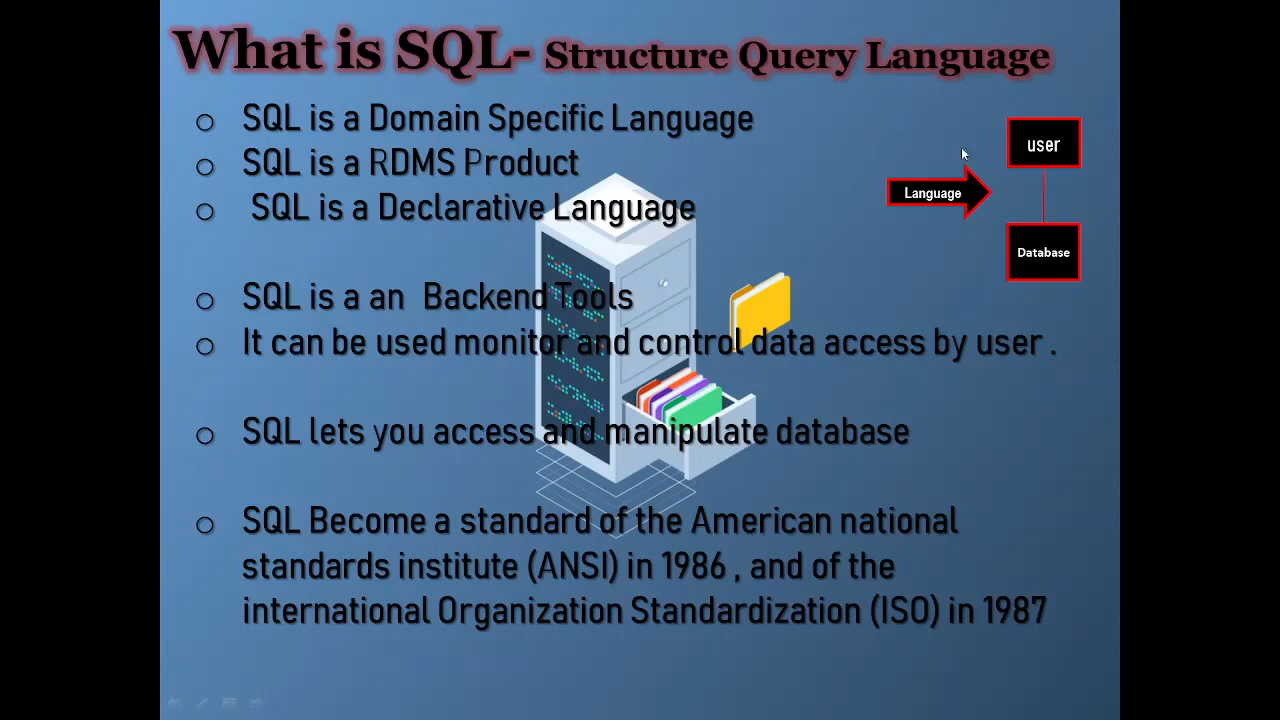 What is SQL- Structure Query Language
o SQL is a Domain Specific Language
o SQL is a RDMS Product
o SQL is a Declarative Language
o SQL is a an Backend Tools
o It can be used monitor and control data access by user .
o SQL lets you access and manipulate database
o SQL Become a standard of the American national
standards institute (ANSI) in 1986 , and of the
international Organization Standardization (ISO) in 1987
user
Language
Database